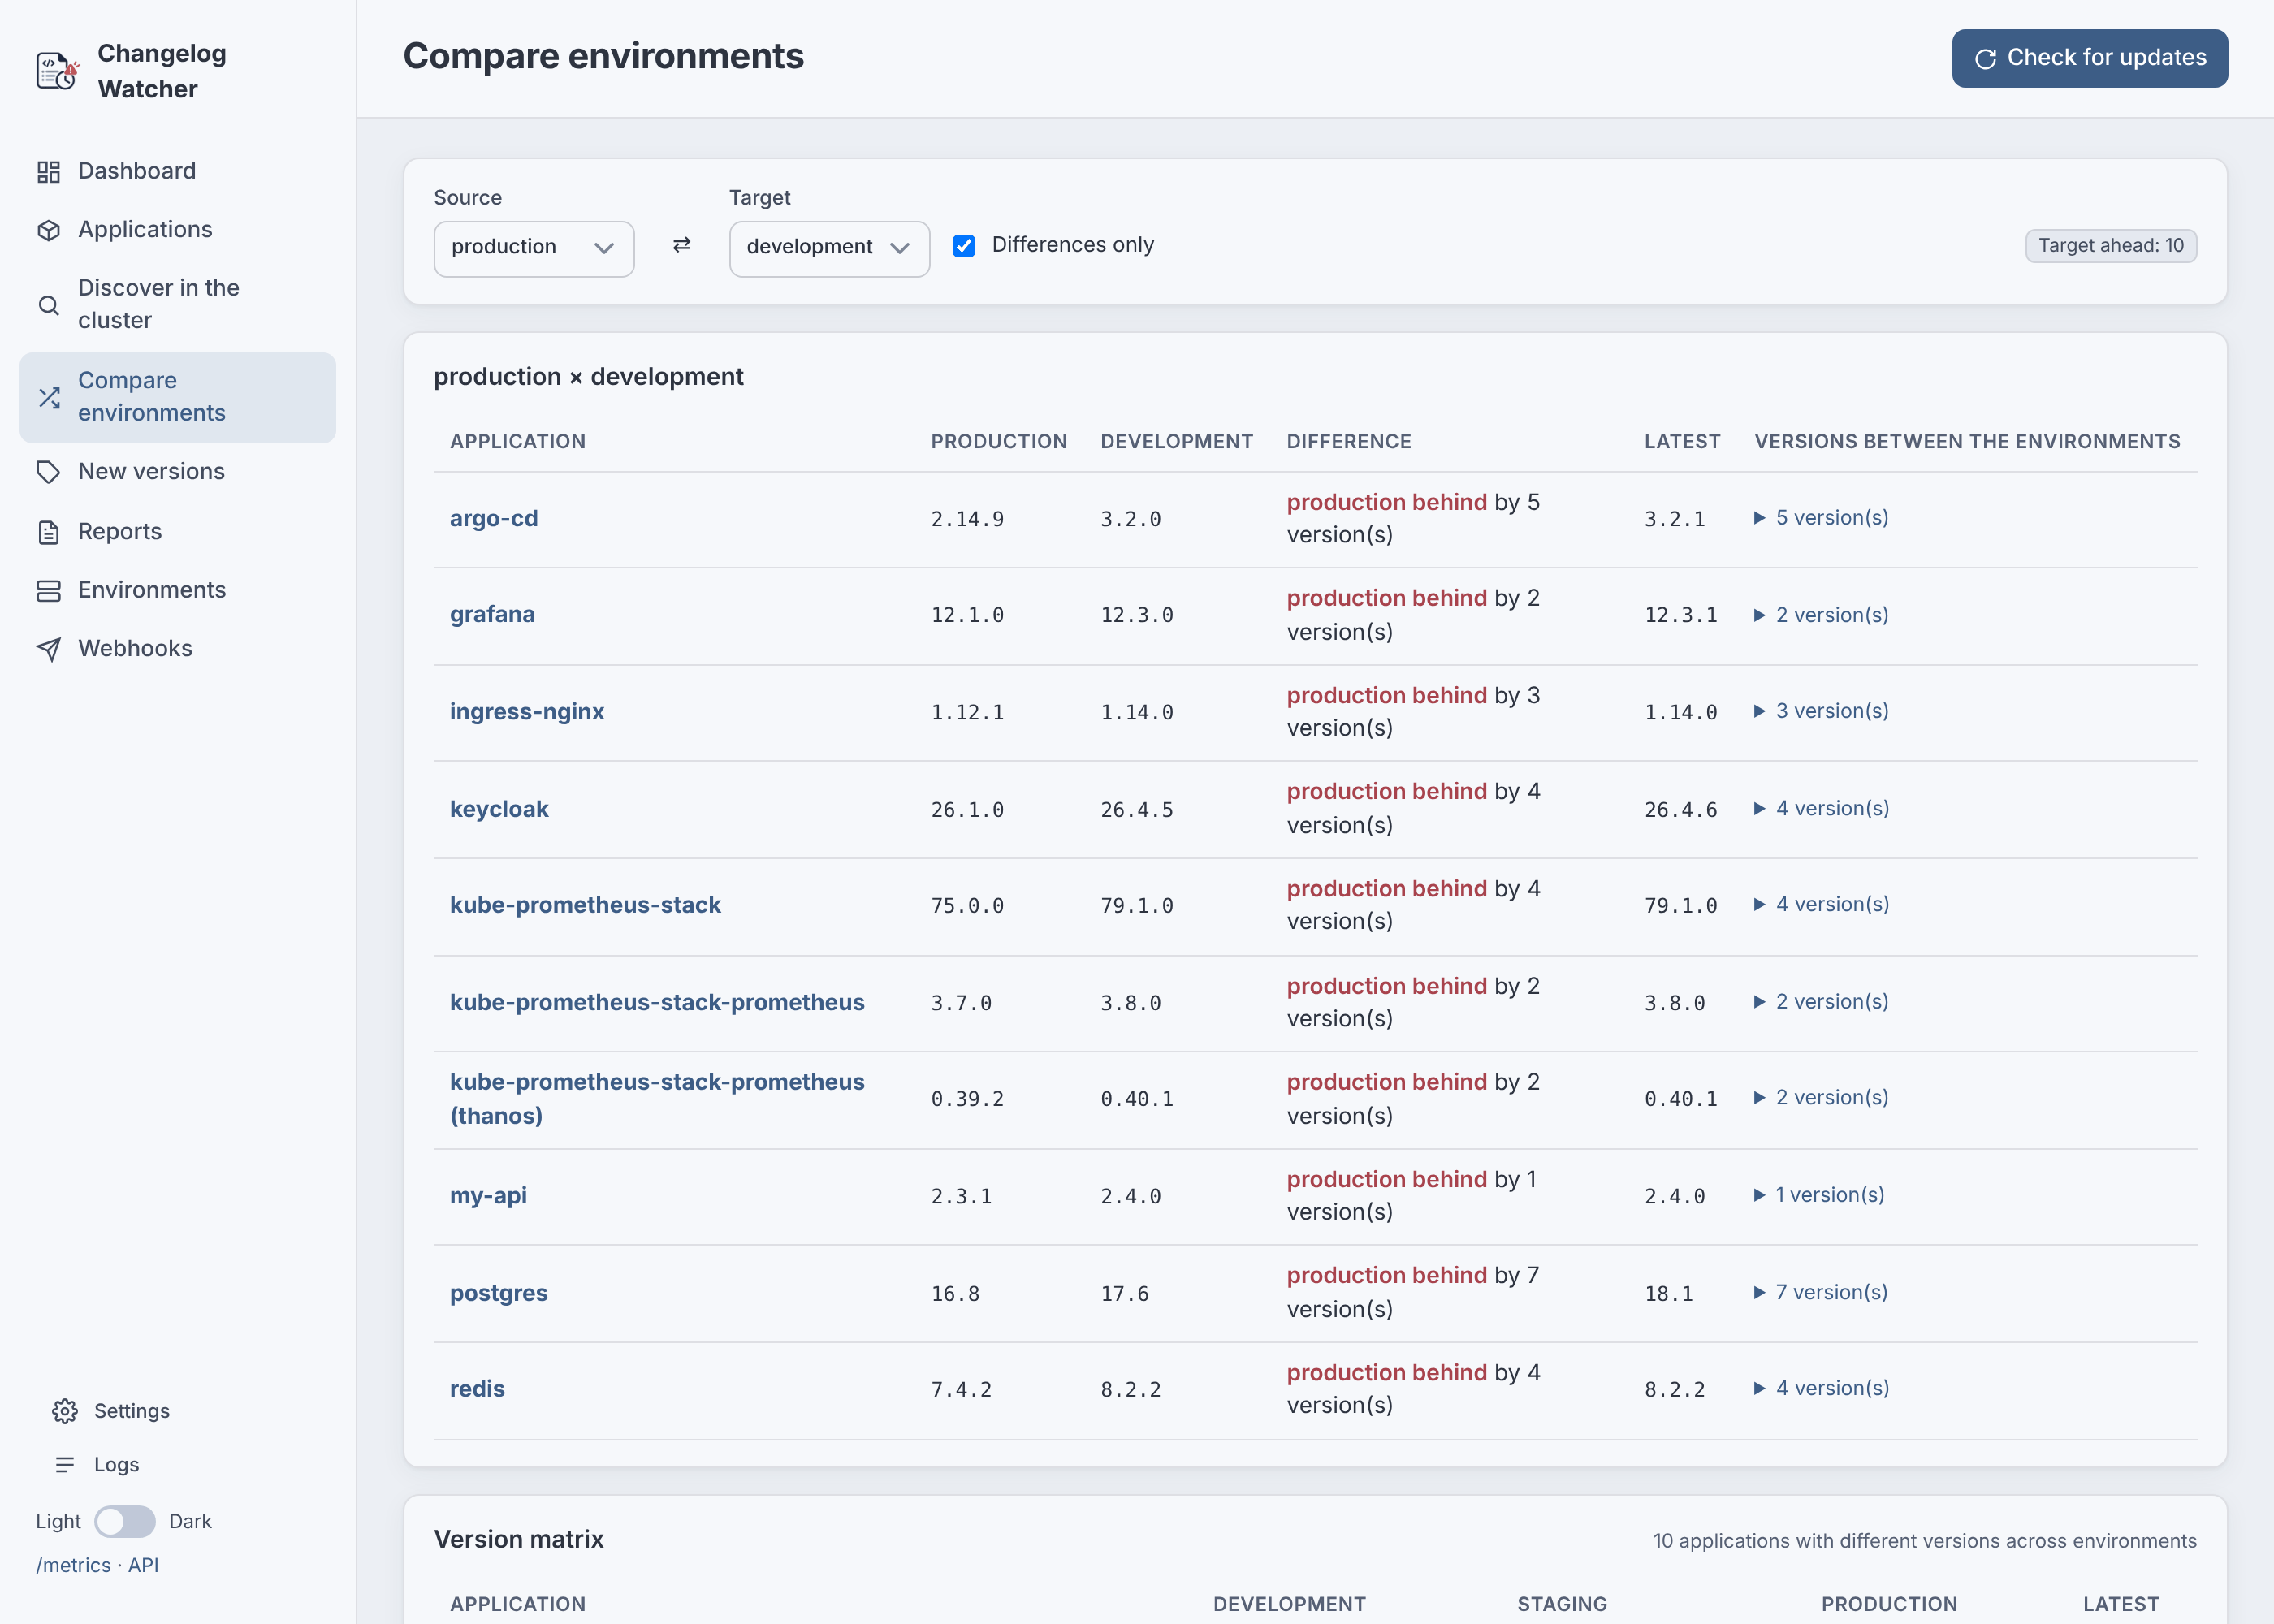 Changelog
Watcher
Dashboard
Applications
Discover in the
cluster
Compare
environments
New versions
Reports
Environments
Webhooks
Settings
Logs
Light Dark
/metrics · API
Compare environments
Check for updates
Source Target
production ⇄ development Differences only Target ahead: 10
production × development
APPLICATION PRODUCTION DEVELOPMENT DIFFERENCE LATEST VERSIONS BETWEEN THE ENVIRONMENTS
argo-cd 2.14.9 3.2.0 production behind by 5 version(s) 3.2.1 ▶ 5 version(s)
grafana 12.1.0 12.3.0 production behind by 2 version(s) 12.3.1 ▶ 2 version(s)
ingress-nginx 1.12.1 1.14.0 production behind by 3 version(s) 1.14.0 ▶ 3 version(s)
keycloak 26.1.0 26.4.5 production behind by 4 version(s) 26.4.6 ▶ 4 version(s)
kube-prometheus-stack 75.0.0 79.1.0 production behind by 4 version(s) 79.1.0 ▶ 4 version(s)
kube-prometheus-stack-prometheus 3.7.0 3.8.0 production behind by 2 version(s) 3.8.0 ▶ 2 version(s)
kube-prometheus-stack-prometheus (thanos) 0.39.2 0.40.1 production behind by 2 version(s) 0.40.1 ▶ 2 version(s)
my-api 2.3.1 2.4.0 production behind by 1 version(s) 2.4.0 ▶ 1 version(s)
postgres 16.8 17.6 production behind by 7 version(s) 18.1 ▶ 7 version(s)
redis 7.4.2 8.2.2 production behind by 4 version(s) 8.2.2 ▶ 4 version(s)
Version matrix 10 applications with different versions across environments
APPLICATION DEVELOPMENT STAGING PRODUCTION LATEST